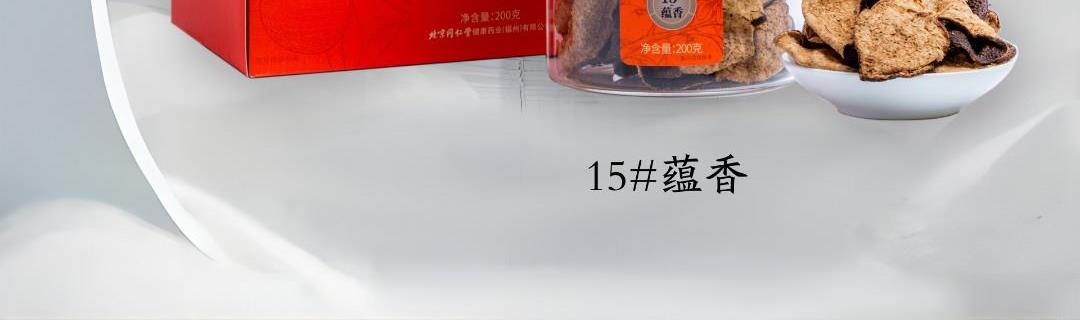 净含量:200克
北京同仁堂健康药业(福州)有限公
15
蕴香
净含量:200克
15#蕴香